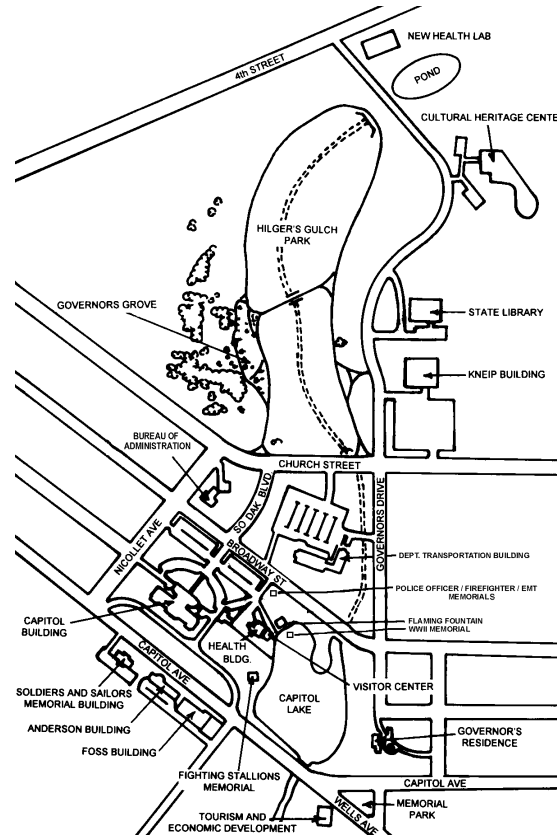 NEW HEALTH LAB
4th STREET
POND
CULTURAL HERITAGE CENTE
HILGER'S GULCH
PARK
GOVERNORS GROVE
STATE LIBRARY
KNEIP BUILDING
BUREAU OF
ADMINISTRATION
CHURCH STREET
SO DAK BLVD.
GOVERNORS DRIVE
NICOLLET AVE
BROADWAY ST
DEPT. TRANSPORTATION BUILDING
POLICE OFFICER / FIREFIGHTER / EMT
MEMORIALS
CAPITOL
BUILDING
FLAMING FOUNTAIN
WWII MEMORIAL
CAPITOL AVE
HEALTH
BLDG.
VISITOR CENTER
SOLDIERS AND SAILORS
MEMORIAL BUILDING
CAPITOL
LAKE
ANDERSON BUILDING
GOVERNOR'S
RESIDENCE
FOSS BUILDING
FIGHTING STALLIONS
MEMORIAL
CAPITOL AVE
WELLS AVE
MEMORIAL
PARK
TOURISM AND
ECONOMIC DEVELOPMENT